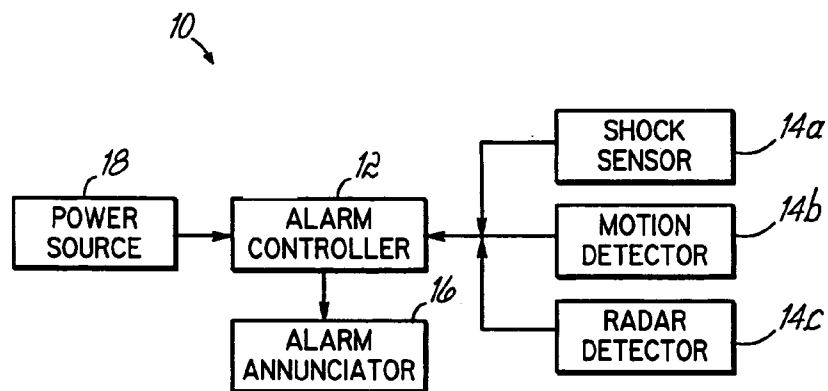 10
18
POWER
SOURCE
12
ALARM
CONTROLLER
16
ALARM
ANNUNCIATOR
SHOCK
SENSOR
14a
MOTION
DETECTOR
14b
RADAR
DETECTOR
14c